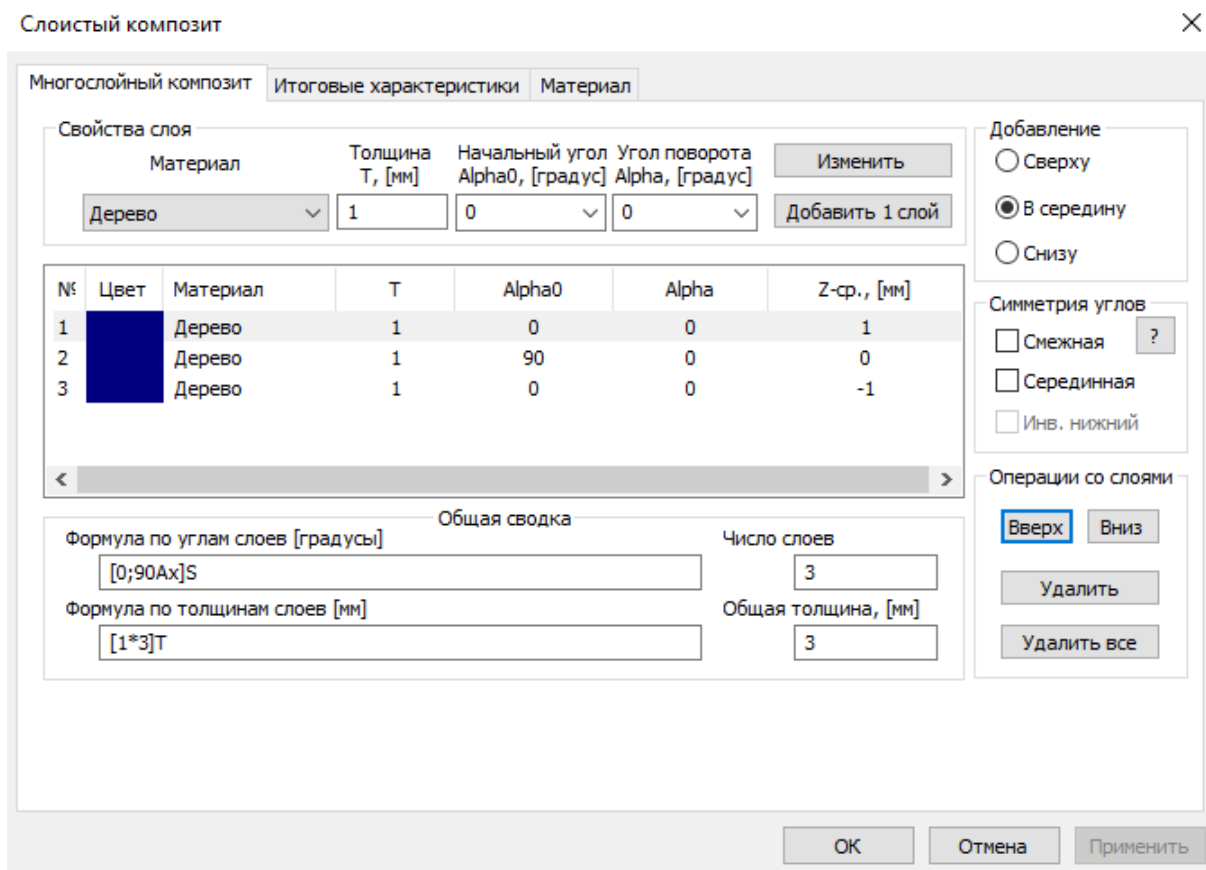 Слоистый композит
Многослойный композит
Итоговые характеристики
Материал
Свойства слоя
Материал
Толщина
T, [мм]
Начальный угол
Alpha0, [градус]
Угол поворота
Alpha, [градус]
Изменить
Дерево
1
0
0
Добавить 1 слой
Добавление
Сверху
В середину
Снизу
№ Цвет Материал T Alpha0 Alpha Z-ср., [мм]
1 Дерево 1 0 0 1
2 Дерево 1 90 0 0
3 Дерево 1 0 0 -1
Симметрия углов
Смежная
?
Серединная
Инв. нижний
Операции со слоями
Вверх
Вниз
Удалить
Удалить все
Общая сводка
Формула по углам слоев [градусы]
Число слоев
[0;90Ax]S
3
Формула по толщинам слоев [мм]
Общая толщина, [мм]
[1*3]T
3
OK
Отмена
Применить